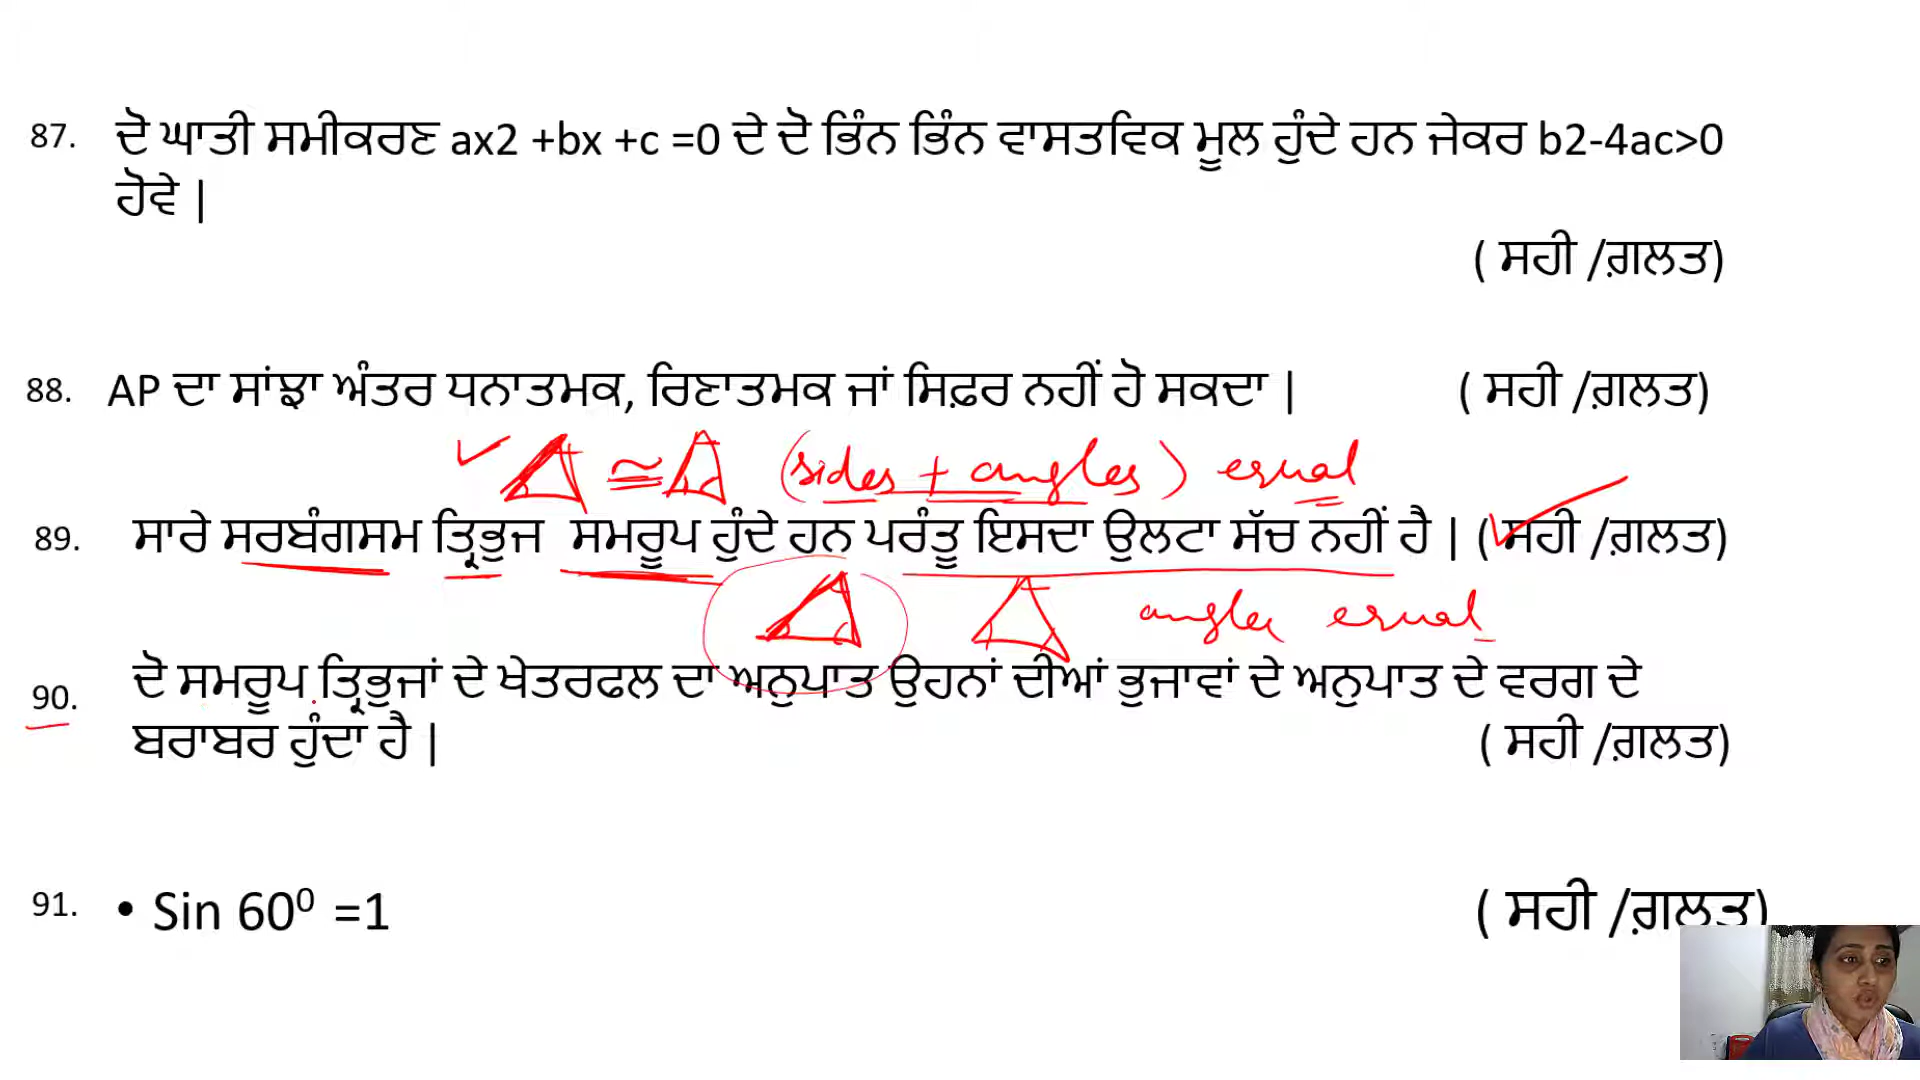 87. ਦੋ ਘਾਤੀ ਸਮੀਕਰਣ ax2 +bx +c =0 ਦੇ ਦੋ ਭਿੰਨ ਭਿੰਨ ਵਾਸਤਵਿਕ ਮੂਲ ਹੁੰਦੇ ਹਨ ਜੇਕਰ b2-4ac>0
ਹੋਵੇ |
( ਸਹੀ /ਗ਼ਲਤ)
88. AP ਦਾ ਸਾਂਝਾ ਅੰਤਰ ਧਨਾਤਮਕ, ਰਿਣਾਤਮਕ ਜਾਂ ਸਿਫ਼ਰ ਨਹੀਂ ਹੋ ਸਕਦਾ | ( ਸਹੀ /ਗ਼ਲਤ)
≅ (sides + angles) equal
89. ਸਾਰੇ ਸਰਬੰਗਸਮ ਤ੍ਰਿਭੁਜ ਸਮਰੂਪ ਹੁੰਦੇ ਹਨ ਪਰੰਤੂ ਇਸਦਾ ਉਲਟਾ ਸੱਚ ਨਹੀਂ ਹੈ | ( ਸਹੀ /ਗ਼ਲਤ)
angles equal
90. ਦੋ ਸਮਰੂਪ ਤ੍ਰਿਭੁਜਾਂ ਦੇ ਖੇਤਰਫਲ ਦਾ ਅਨੁਪਾਤ ਉਹਨਾਂ ਦੀਆਂ ਭੁਜਾਵਾਂ ਦੇ ਅਨੁਪਾਤ ਦੇ ਵਰਗ ਦੇ
ਬਰਾਬਰ ਹੁੰਦਾ ਹੈ | ( ਸਹੀ /ਗ਼ਲਤ)
91. • Sin 60⁰ =1 ( ਸਹੀ /ਗ਼ਲਤ)